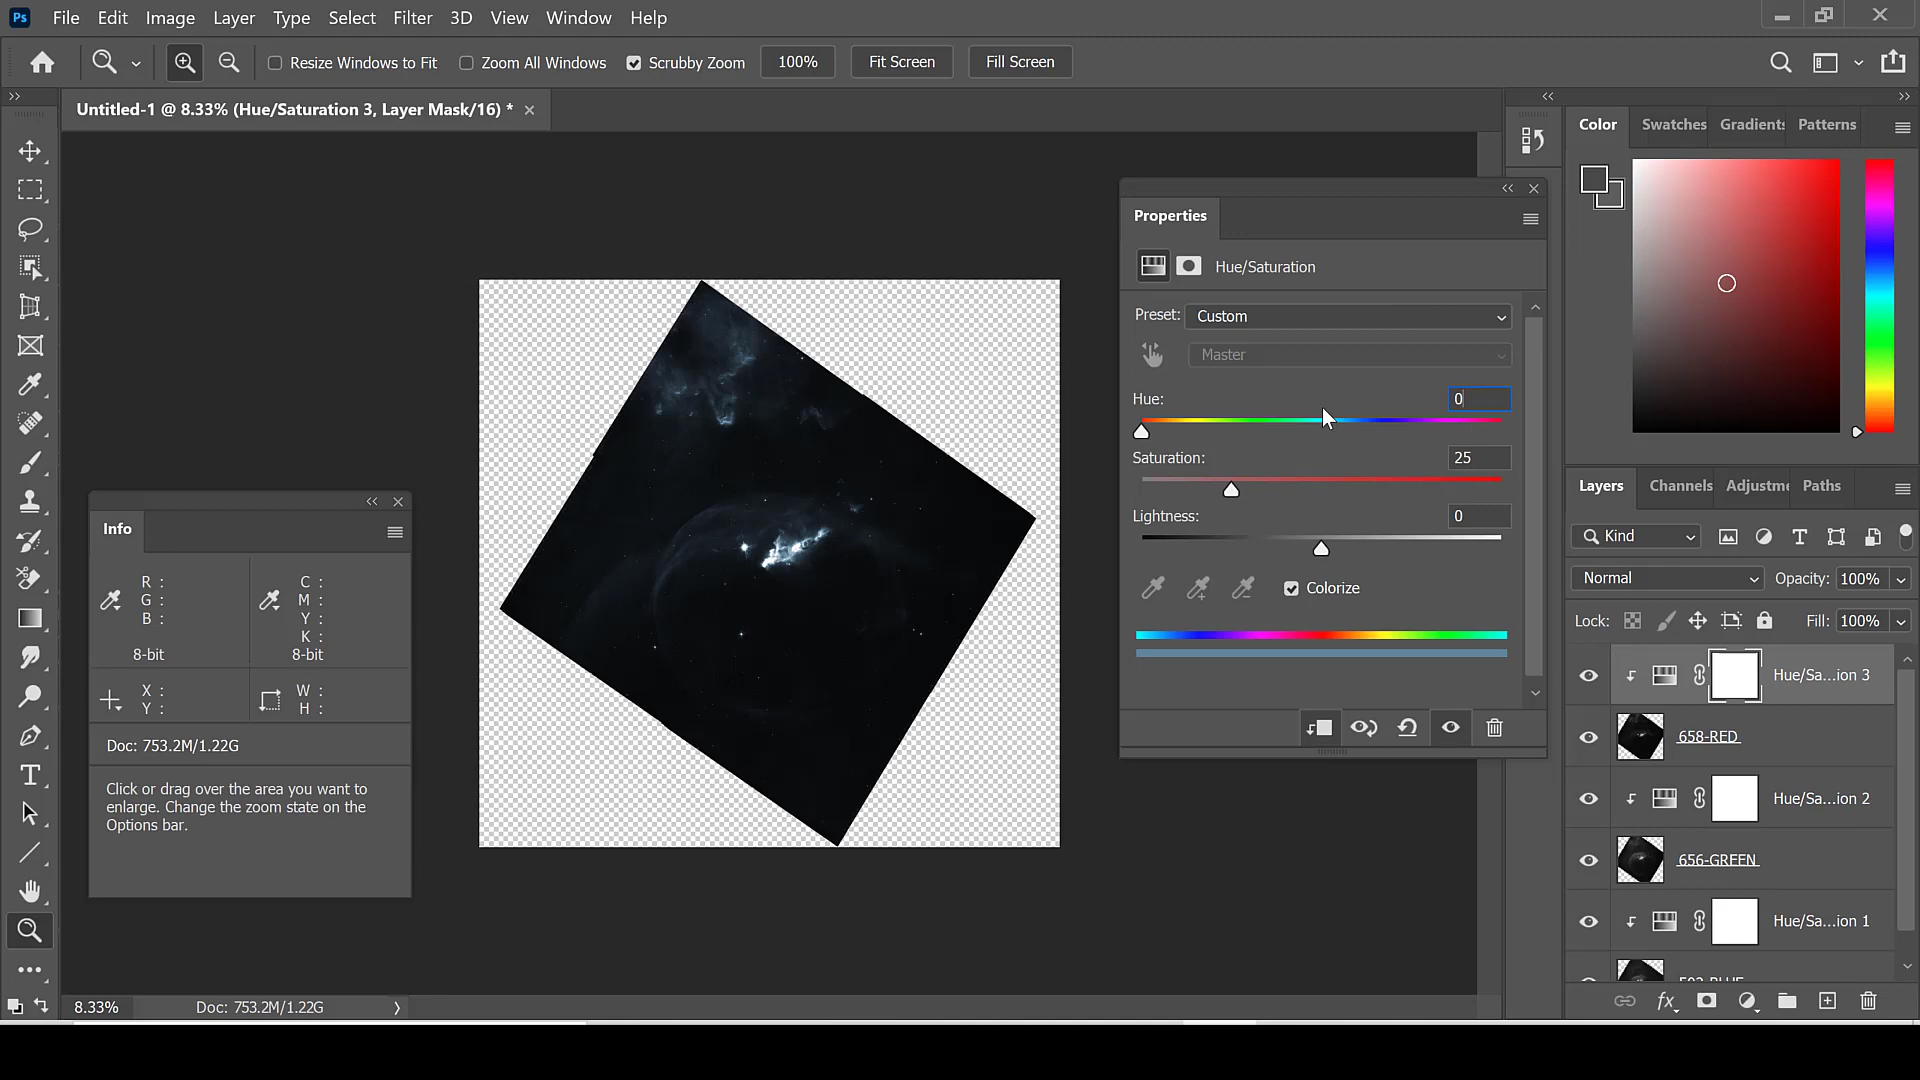 Ps File Edit Image Layer Type Select Filter 3D View Window Help
Resize Windows to Fit Zoom All Windows Scrubby Zoom 100% Fit Screen Fill Screen
Untitled-1 @ 8.33% (Hue/Saturation 3, Layer Mask/16) *
Color Swatches Gradients Patterns
Properties
Hue/Saturation
Preset: Custom
Master
Hue: 0
Saturation: 25
Lightness: 0
Colorize
Info
R :
G :
B :
8-bit
C :
M :
Y :
K :
8-bit
X :
Y :
W :
H :
Doc: 753.2M/1.22G
Click or drag over the area you want to
enlarge. Change the zoom state on the
Options bar.
Layers Channels Adjustme Paths
Kind
Normal Opacity: 100%
Lock: Fill: 100%
Hue/Sa...ion 3
658-RED
Hue/Sa...ion 2
656-GREEN
Hue/Sa...ion 1
fx
8.33% Doc: 753.2M/1.22G